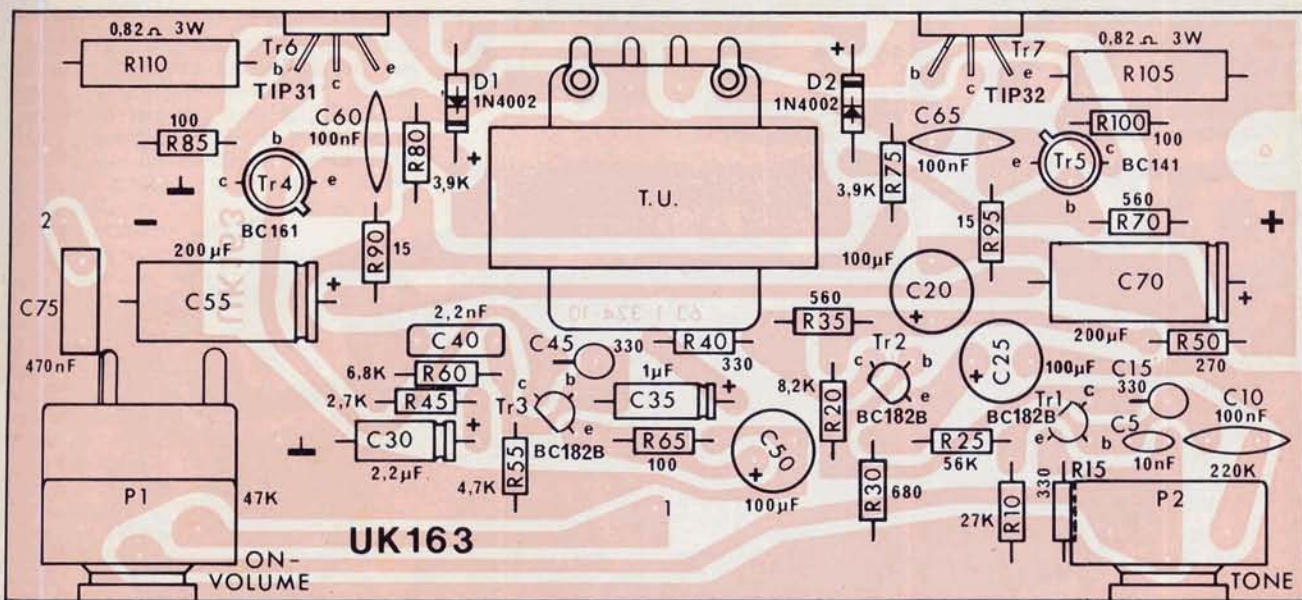 0,82 Ω 3W
R110
Tr6
b
c
e
TIP31
D1
1N4002
+
D2
1N4002
+
Tr7
b
c
e
TIP32
0,82 Ω 3W
R105
100
R85
C60
100nF
R80
3,9K
T.U.
R75
3,9K
C65
100nF
R100
100
b
c
Tr4
e
BC161
e
Tr5
c
b
BC141
2
-
R90
15
R95
15
560
R70
+
200µF
C55
+
C75
470nF
100µF
C20
+
C70
+
200µF
63 1 324 10
UK163
2,2nF
C40
C45
330
R40
330
560
R35
Tr2
c
b
e
BC182B
C25
+
100µF
R50
270
6,8K
R60
2,7K
R45
Tr3
c
b
e
BC182B
1µF
C35
+
8,2K
R20
C15
330
C10
100nF
Tr1
c
b
e
BC182B
C5
10nF
C30
+
2,2µF
R55
4,7K
R65
100
C50
+
100µF
R25
56K
R30
680
27K
R10
330
R15
220K
P2
P1
47K
1
UK163
ON-
VOLUME
TONE